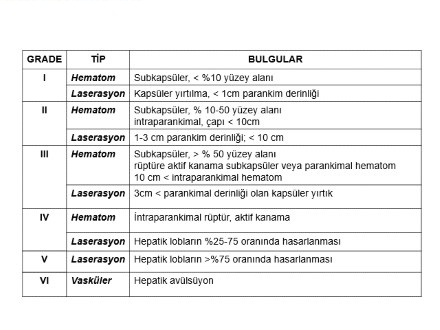 GRADE TİP BULGULAR
I Hematom Subkapsüler, < %10 yüzey alanı
Laserasyon Kapsüler yırtılma, < 1cm parankim derinliği
II Hematom Subkapsüler, % 10-50 yüzey alanı
intraparankimal, çapı < 10cm
Laserasyon 1-3 cm parankim derinliği; < 10 cm
III Hematom Subkapsüler, > % 50 yüzey alanı
rüptüre aktif kanama subkapsüler veya parankimal hematom
10 cm < intraparankimal hematom
Laserasyon 3cm < parankimal derinliği olan kapsüler yırtık
IV Hematom İntraparankimal rüptür, aktif kanama
Laserasyon Hepatik lobların %25-75 oranında hasarlanması
V Laserasyon Hepatik lobların >%75 oranında hasarlanması
VI Vasküler Hepatik avülsüyon